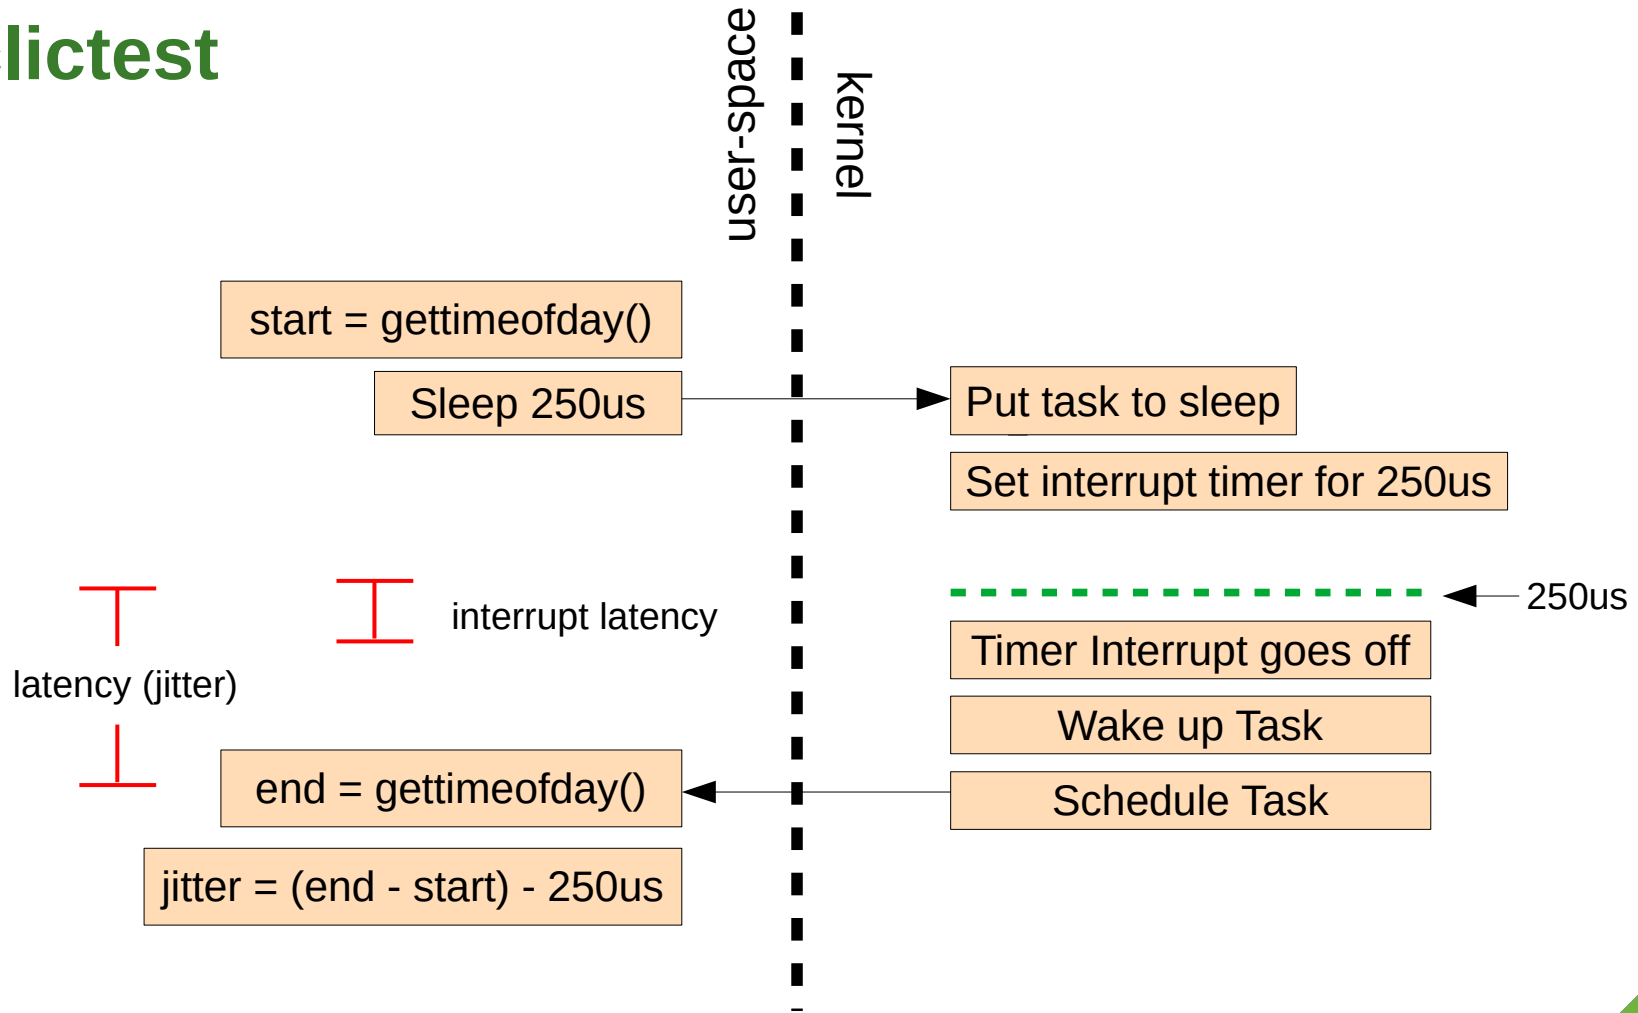 lictest
user-space
kernel
start = gettimeofday()
Sleep 250us
Put task to sleep
Set interrupt timer for 250us
interrupt latency
250us
Timer Interrupt goes off
latency (jitter)
Wake up Task
end = gettimeofday()
Schedule Task
jitter = (end - start) - 250us